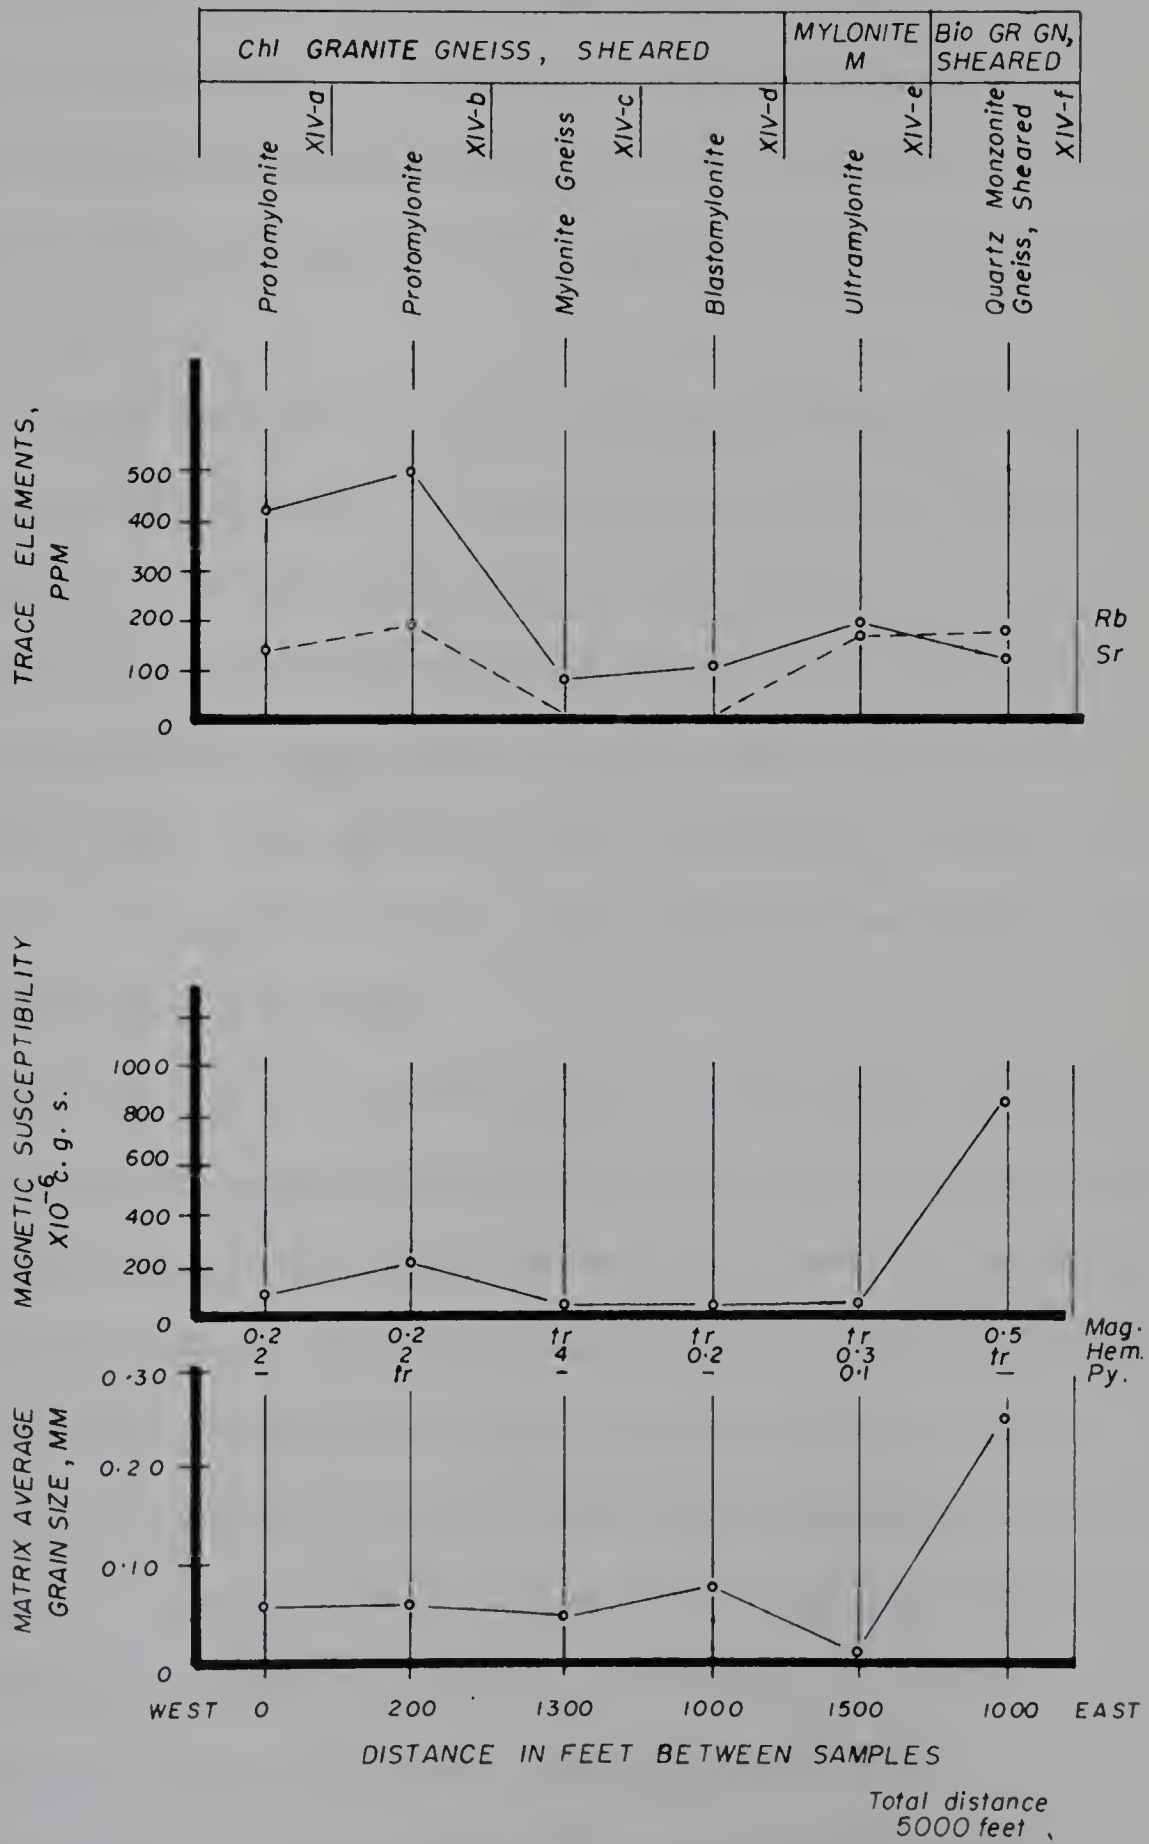 Chl GRANITE GNEISS, SHEARED
MYLONITE
M
Bio GR GN,
SHEARED
XIV-a
XIV-b
XIV-c
XIV-d
XIV-e
XIV-f
Protomylonite
Protomylonite
Mylonite Gneiss
Blastomylonite
Ultramylonite
Quartz Monzonite
Gneiss, Sheared
TRACE ELEMENTS,
PPM
500
400
300
200
100
0
Rb
Sr
MAGNETIC SUSCEPTIBILITY
X10⁻⁶ c.g.s.
1000
800
600
400
200
0
0.2 0.2 tr tr tr 0.5 Mag.
2 2 4 0.2 0.3 tr Hem.
– tr – – 0.1 – Py.
MATRIX AVERAGE
GRAIN SIZE, MM
0.30
0.20
0.10
0
WEST 0 200 1300 1000 1500 1000 EAST
DISTANCE IN FEET BETWEEN SAMPLES
Total distance
5000 feet